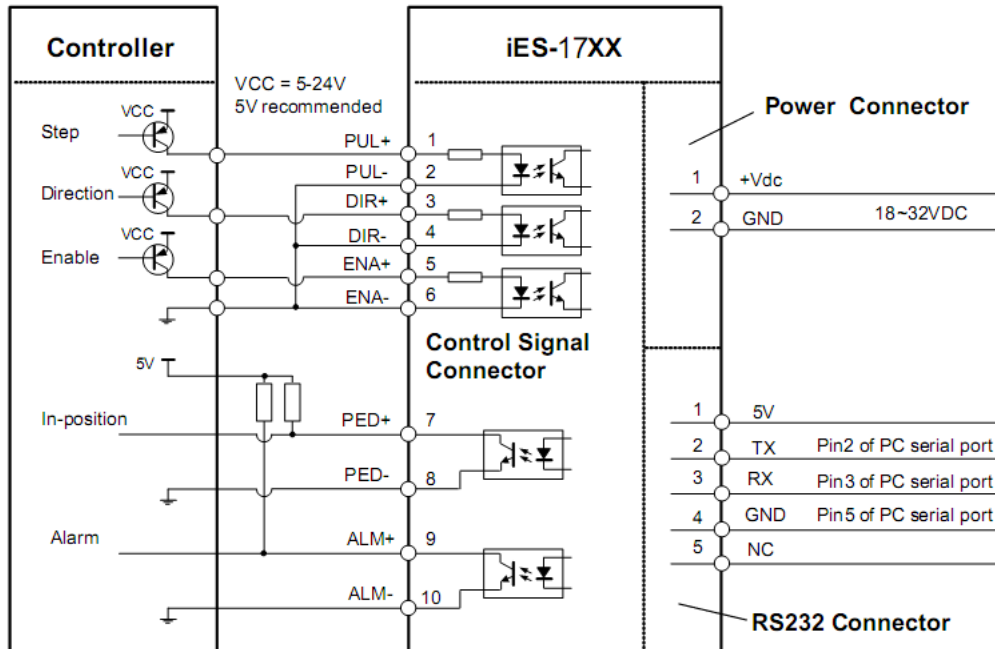 Controller
iES-17XX
VCC = 5-24V
5V recommended
Power Connector
VCC
Step
PUL+
1
PUL-
2
VCC
Direction
DIR+
3
DIR-
4
VCC
Enable
ENA+
5
ENA-
6
1
+Vdc
2
GND
18~32VDC
Control Signal
Connector
5V
In-position
PED+
7
PED-
8
Alarm
ALM+
9
ALM-
10
1
5V
2
TX
Pin2 of PC serial port
3
RX
Pin3 of PC serial port
4
GND
Pin5 of PC serial port
5
NC
RS232 Connector